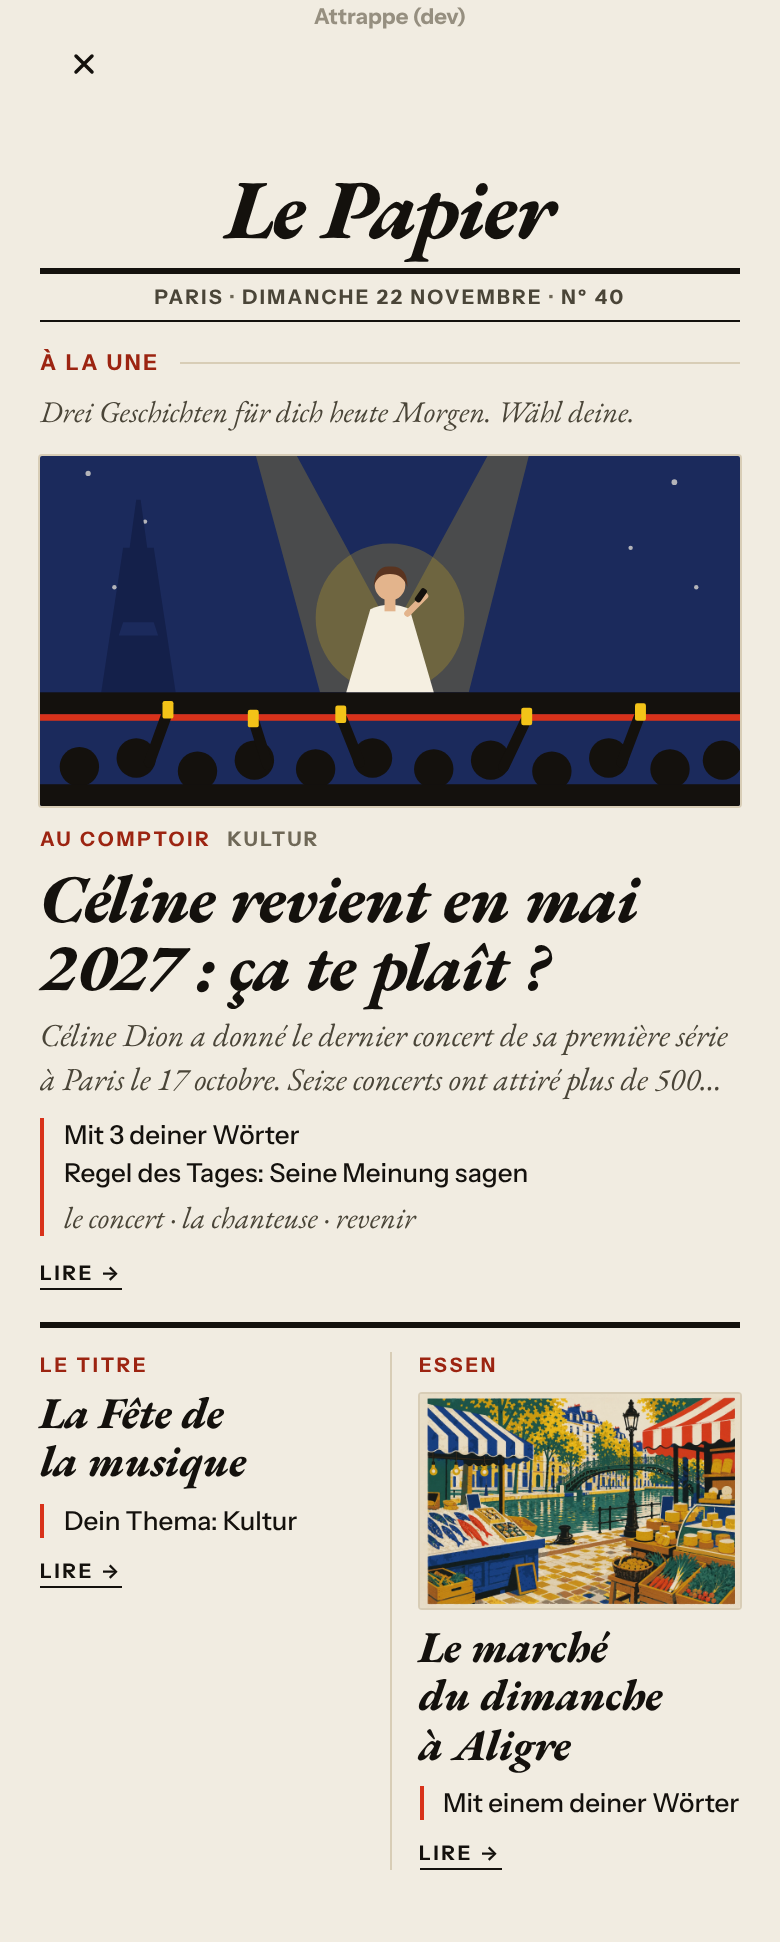 Attrappe (dev)
Le Papier
PARIS · DIMANCHE 22 NOVEMBRE · N° 40
À LA UNE
Drei Geschichten für dich heute Morgen. Wähl deine.
AU COMPTOIR KULTUR
Céline revient en mai
2027 : ça te plaît ?
Céline Dion a donné le dernier concert de sa première série
à Paris le 17 octobre. Seize concerts ont attiré plus de 500...
Mit 3 deiner Wörter
Regel des Tages: Seine Meinung sagen
le concert · la chanteuse · revenir
LIRE →
LE TITRE
La Fête de
la musique
Dein Thema: Kultur
LIRE →
ESSEN
Le marché
du dimanche
à Aligre
Mit einem deiner Wörter
LIRE →